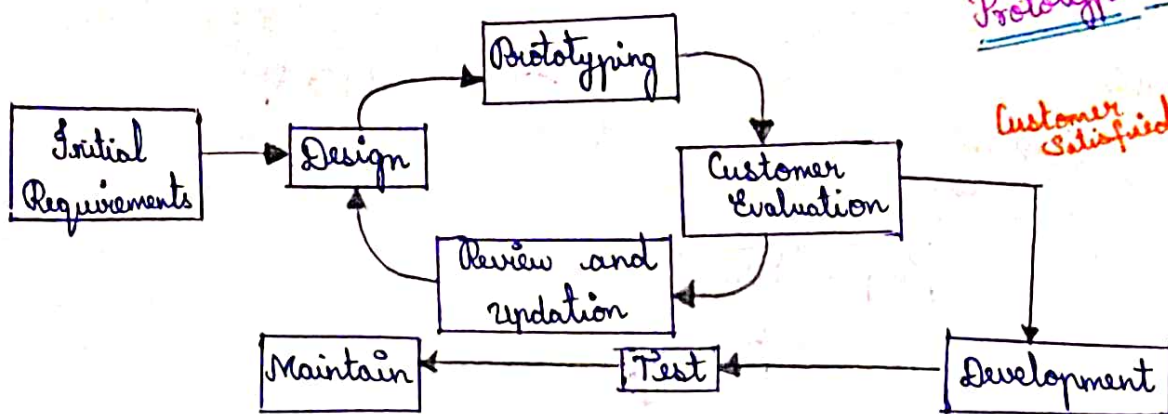 Prototyping
Initial
Requirements
Design
Customer
Evaluation
Customer
Satisfied
Review and
updation
Maintain
Test
Development